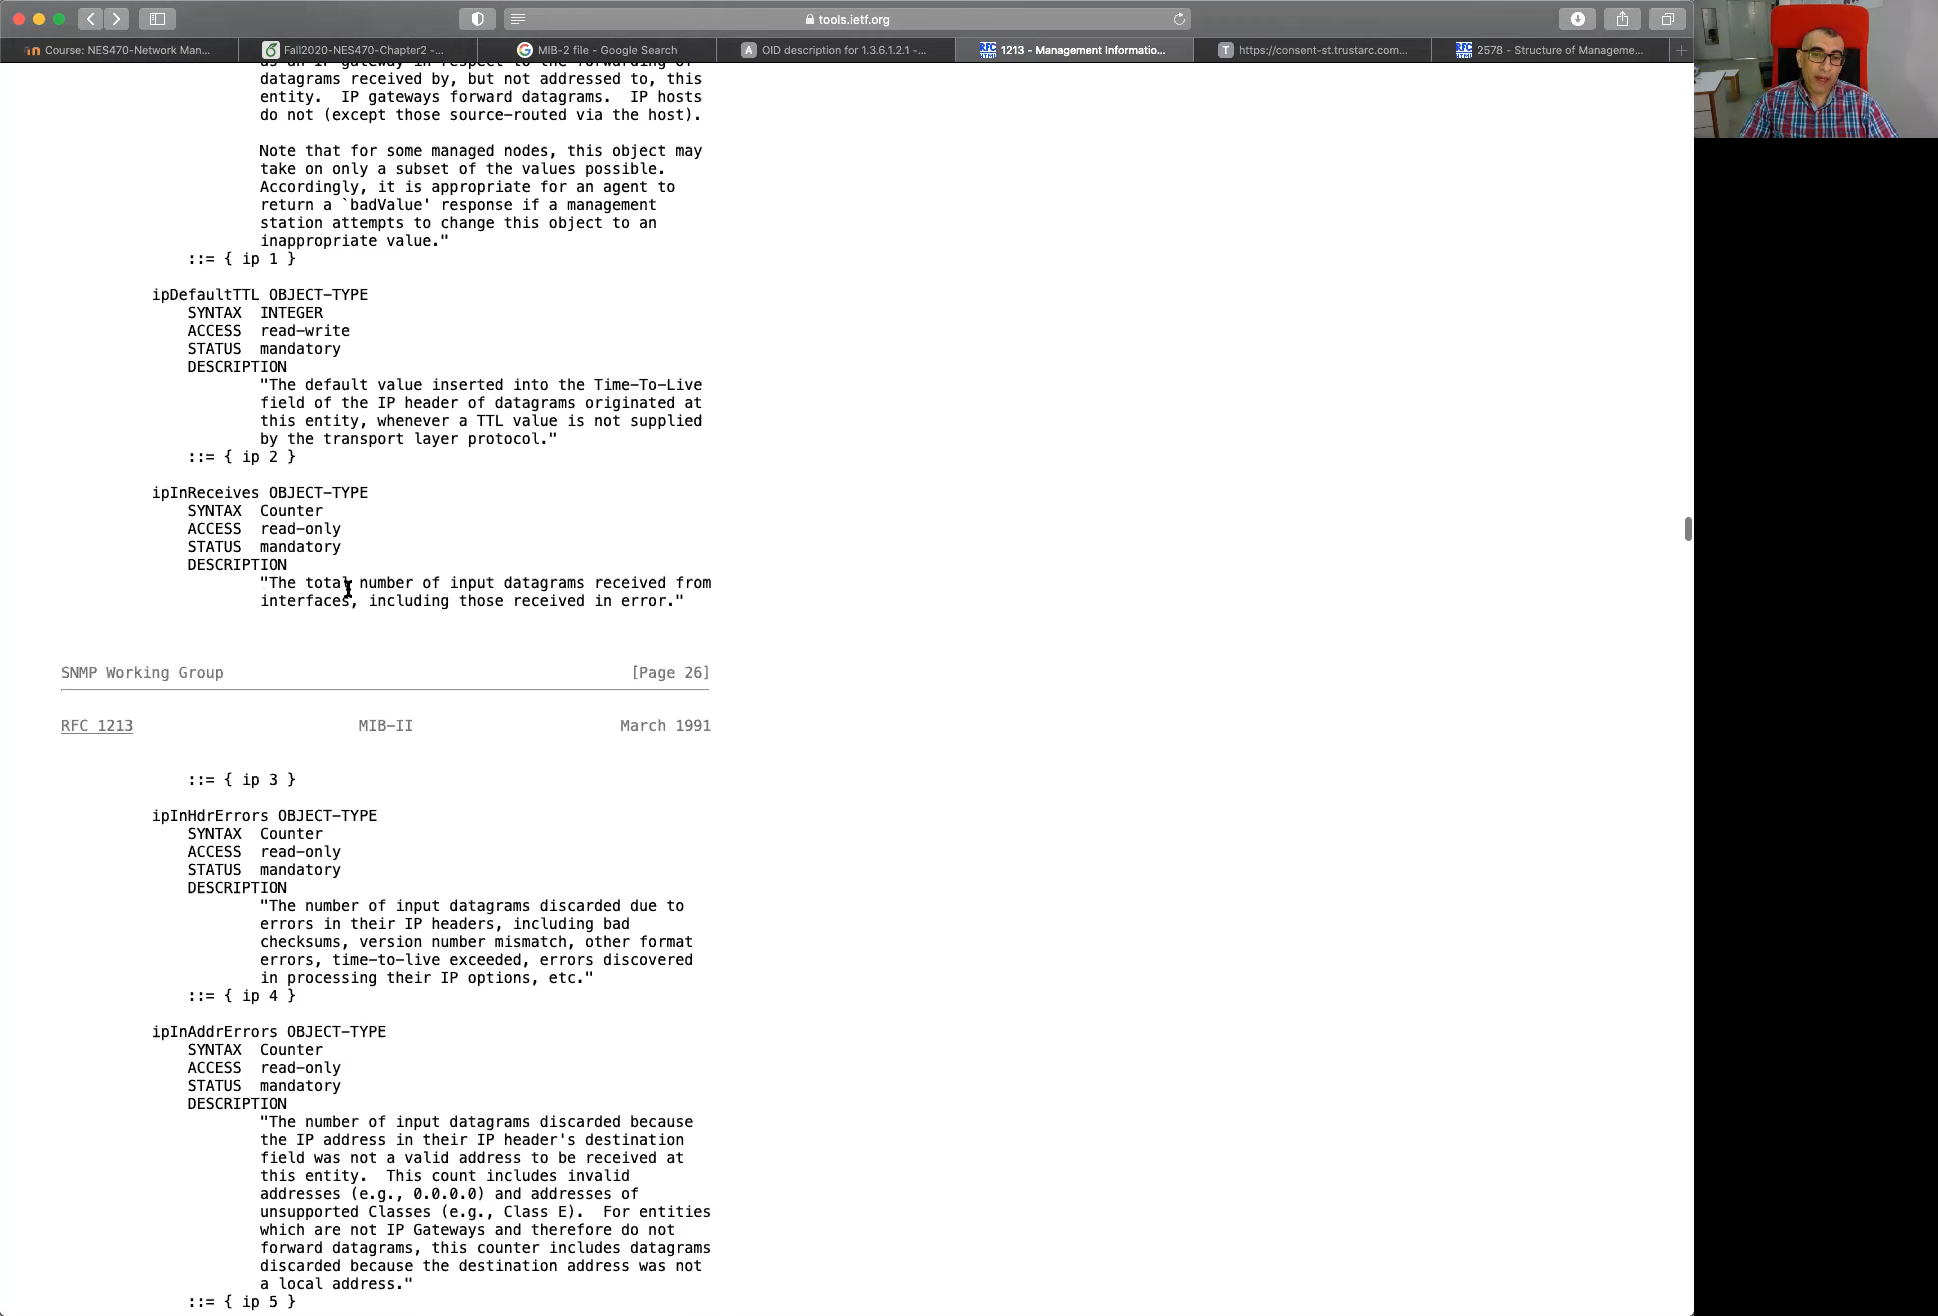 tools.ietf.org
Course: NES470-Network Man...
Fall2020-NES470-Chapter2 -...
MIB-2 file - Google Search
A OID description for 1.3.6.1.2.1 -...
RFC HTML 1213 - Management Informatio...
T https://consent-st.trustarc.com...
RFC HTML 2578 - Structure of Manageme...
as an IP gateway in respect to the forwarding of
datagrams received by, but not addressed to, this
entity.  IP gateways forward datagrams.  IP hosts
do not (except those source-routed via the host).
Note that for some managed nodes, this object may
take on only a subset of the values possible.
Accordingly, it is appropriate for an agent to
return a `badValue' response if a management
station attempts to change this object to an
inappropriate value."
::= { ip 1 }
ipDefaultTTL OBJECT-TYPE
SYNTAX  INTEGER
ACCESS  read-write
STATUS  mandatory
DESCRIPTION
"The default value inserted into the Time-To-Live
field of the IP header of datagrams originated at
this entity, whenever a TTL value is not supplied
by the transport layer protocol."
::= { ip 2 }
ipInReceives OBJECT-TYPE
SYNTAX  Counter
ACCESS  read-only
STATUS  mandatory
DESCRIPTION
"The total number of input datagrams received from
interfaces, including those received in error."
SNMP Working Group [Page 26]
RFC 1213 MIB-II March 1991
::= { ip 3 }
ipInHdrErrors OBJECT-TYPE
SYNTAX  Counter
ACCESS  read-only
STATUS  mandatory
DESCRIPTION
"The number of input datagrams discarded due to
errors in their IP headers, including bad
checksums, version number mismatch, other format
errors, time-to-live exceeded, errors discovered
in processing their IP options, etc."
::= { ip 4 }
ipInAddrErrors OBJECT-TYPE
SYNTAX  Counter
ACCESS  read-only
STATUS  mandatory
DESCRIPTION
"The number of input datagrams discarded because
the IP address in their IP header's destination
field was not a valid address to be received at
this entity.  This count includes invalid
addresses (e.g., 0.0.0.0) and addresses of
unsupported Classes (e.g., Class E).  For entities
which are not IP Gateways and therefore do not
forward datagrams, this counter includes datagrams
discarded because the destination address was not
a local address."
::= { ip 5 }